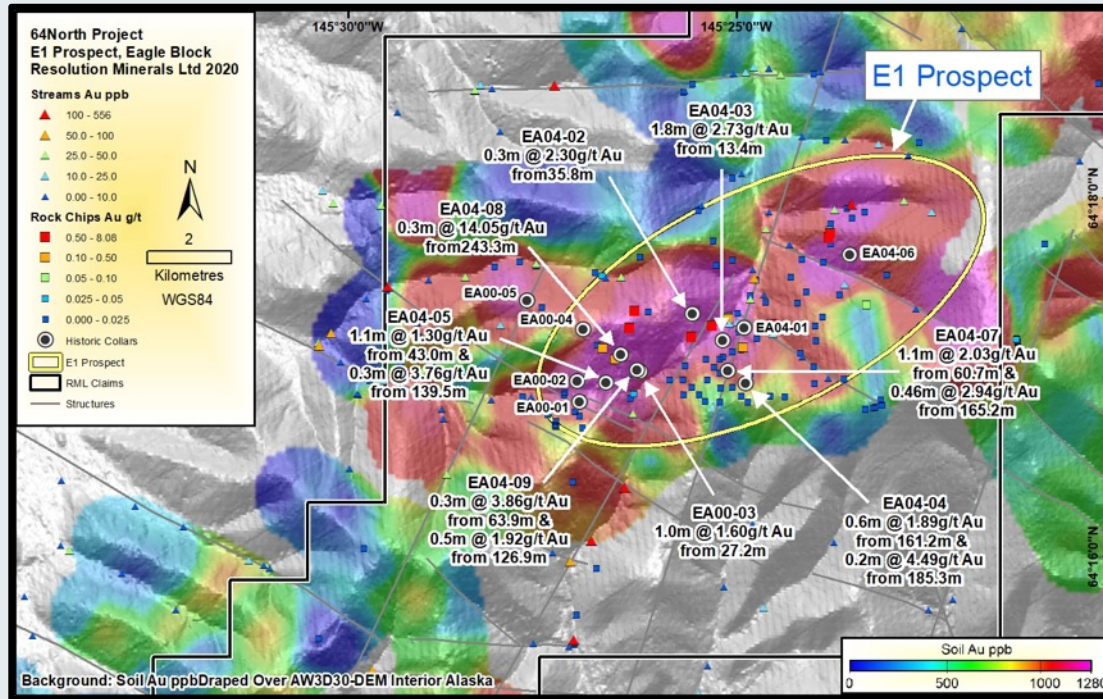 145°30'0"W
145°25'0"W
64North Project
E1 Prospect, Eagle Block
Resolution Minerals Ltd 2020
Streams Au ppb
100 - 556
50.0 - 100
25.0 - 50.0
10.0 - 25.0
0.00 - 10.0
Rock Chips Au g/t
0.50 - 8.08
0.10 - 0.50
0.05 - 0.10
0.025 - 0.05
0.000 - 0.025
Historic Collars
E1 Prospect
RML Claims
Structures
N
2
Kilometres
WGS84
E1 Prospect
EA04-03
1.8m @ 2.73g/t Au
from 13.4m
EA04-02
0.3m @ 2.30g/t Au
from35.8m
EA04-08
0.3m @ 14.05g/t Au
from243.3m
64°18'0"N
EA04-06
EA00-05
EA00-04
EA04-01
EA04-05
1.1m @ 1.30g/t Au
from 43.0m &
0.3m @ 3.76g/t Au
from 139.5m
EA04-07
1.1m @ 2.03g/t Au
from 60.7m &
0.46m @ 2.94g/t Au
from 165.2m
EA00-02
EA00-01
EA04-09
0.3m @ 3.86g/t Au
from 63.9m &
0.5m @ 1.92g/t Au
from 126.9m
EA00-03
1.0m @ 1.60g/t Au
from 27.2m
EA04-04
0.6m @ 1.89g/t Au
from 161.2m &
0.2m @ 4.49g/t Au
from 185.3m
64°16'0"N
Soil Au ppb
0 500 1000 1280
Background: Soil Au ppbDraped Over AW3D30-DEM Interior Alaska